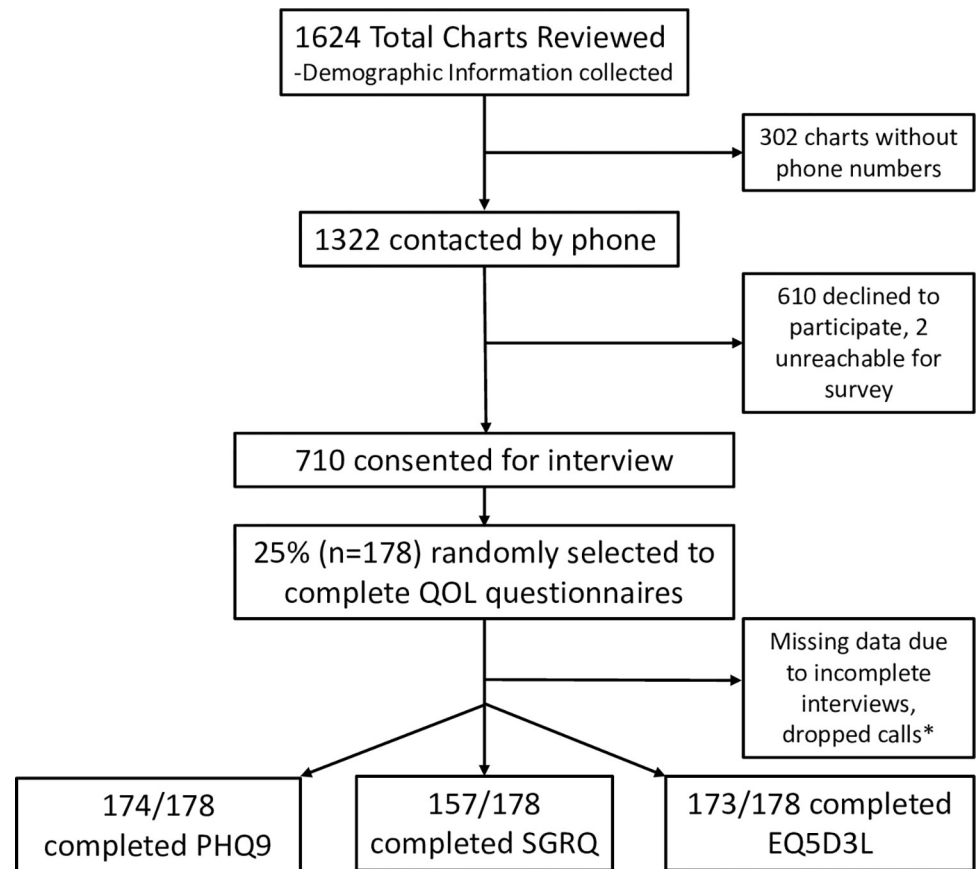 1624 Total Charts Reviewed
-Demographic Information collected
302 charts without
phone numbers
1322 contacted by phone
610 declined to
participate, 2
unreachable for
survey
710 consented for interview
25% (n=178) randomly selected to
complete QOL questionnaires
Missing data due
to incomplete
interviews,
dropped calls*
174/178
completed PHQ9
157/178
completed SGRQ
173/178 completed
EQ5D3L